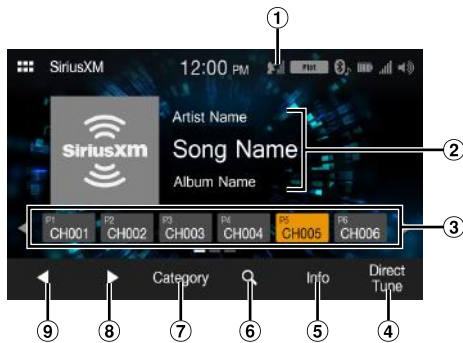 1
SiriusXM 12:00 PM
Artist Name
siriusxm
Song Name
Album Name
2
P1 P2 P3 P4 P5 P6
CH001 CH002 CH003 CH004 CH005 CH006
3
Category Info Direct Tune
9 8 7 6 5 4